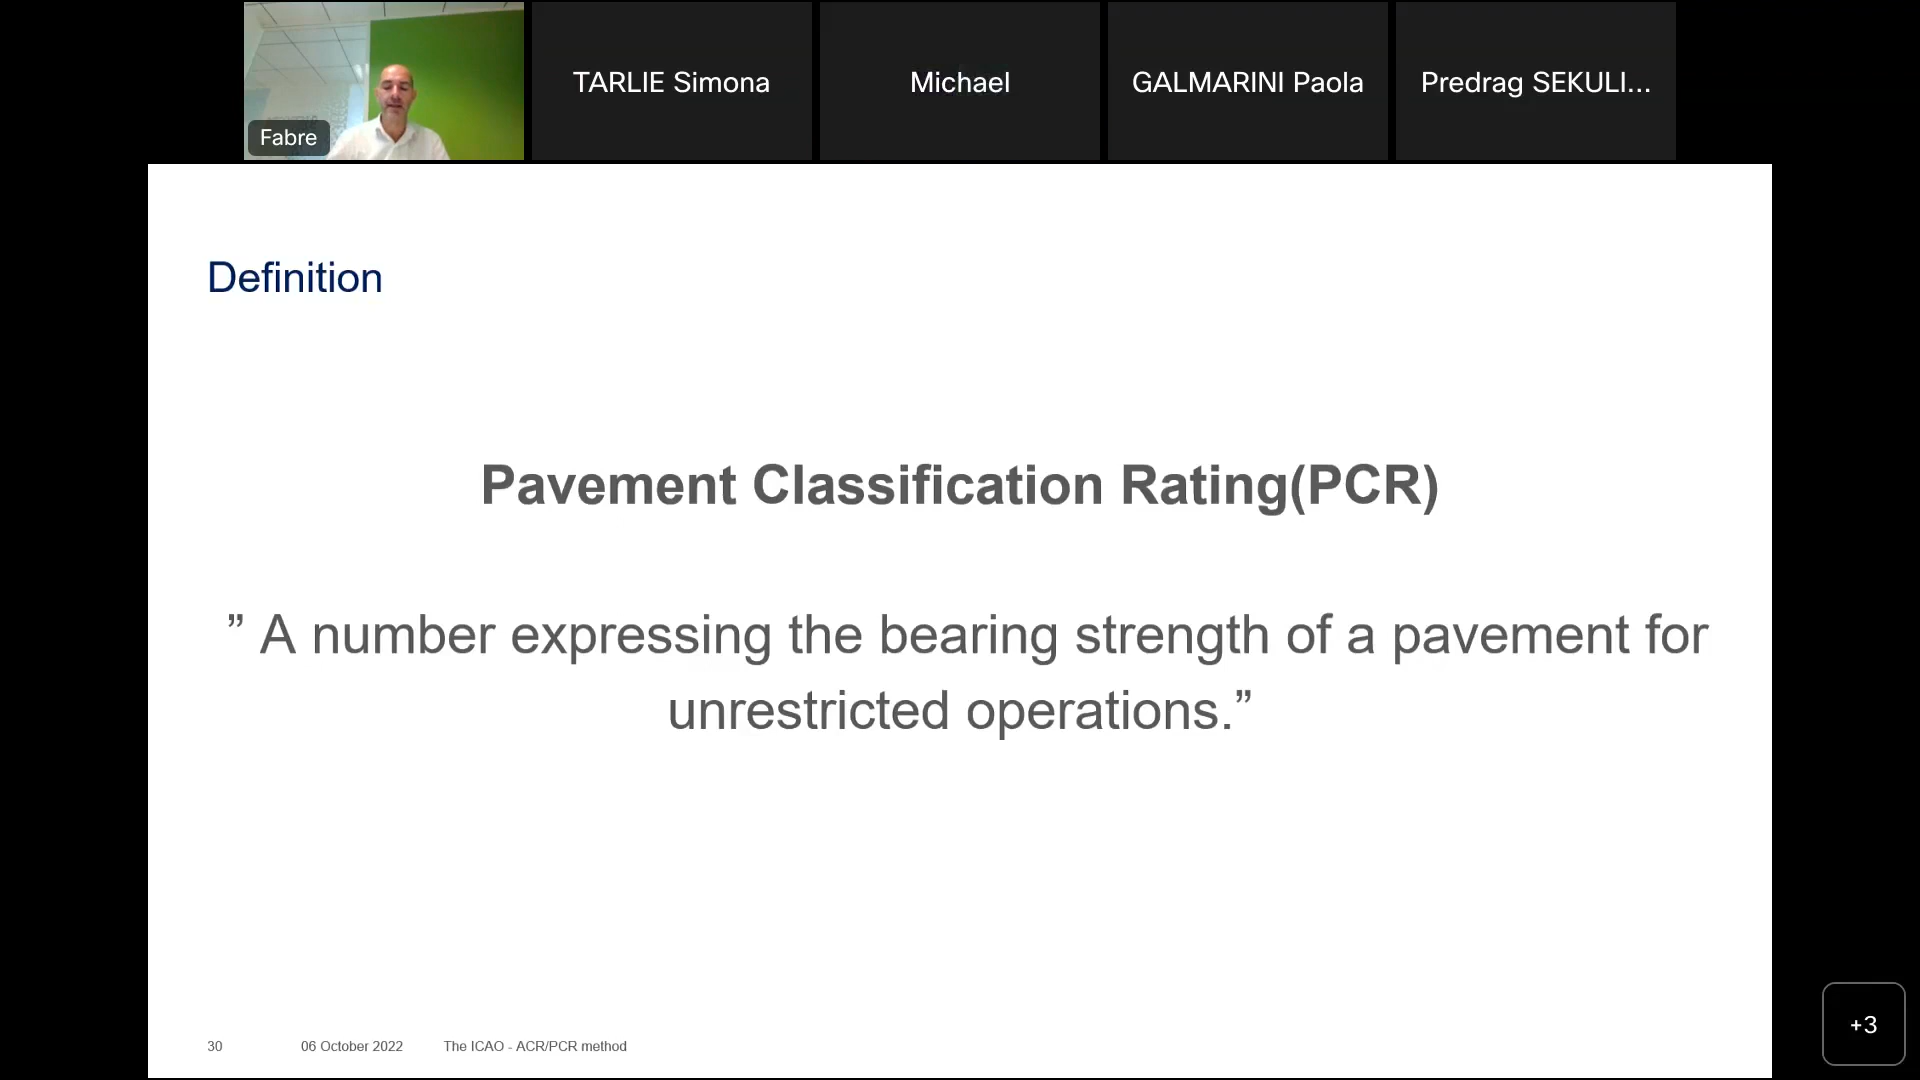 Fabre
TARLIE Simona
Michael
GALMARINI Paola
Predrag SEKULI...
Definition
Pavement Classification Rating(PCR)
” A number expressing the bearing strength of a pavement for
unrestricted operations.”
30 06 October 2022 The ICAO - ACR/PCR method
+3